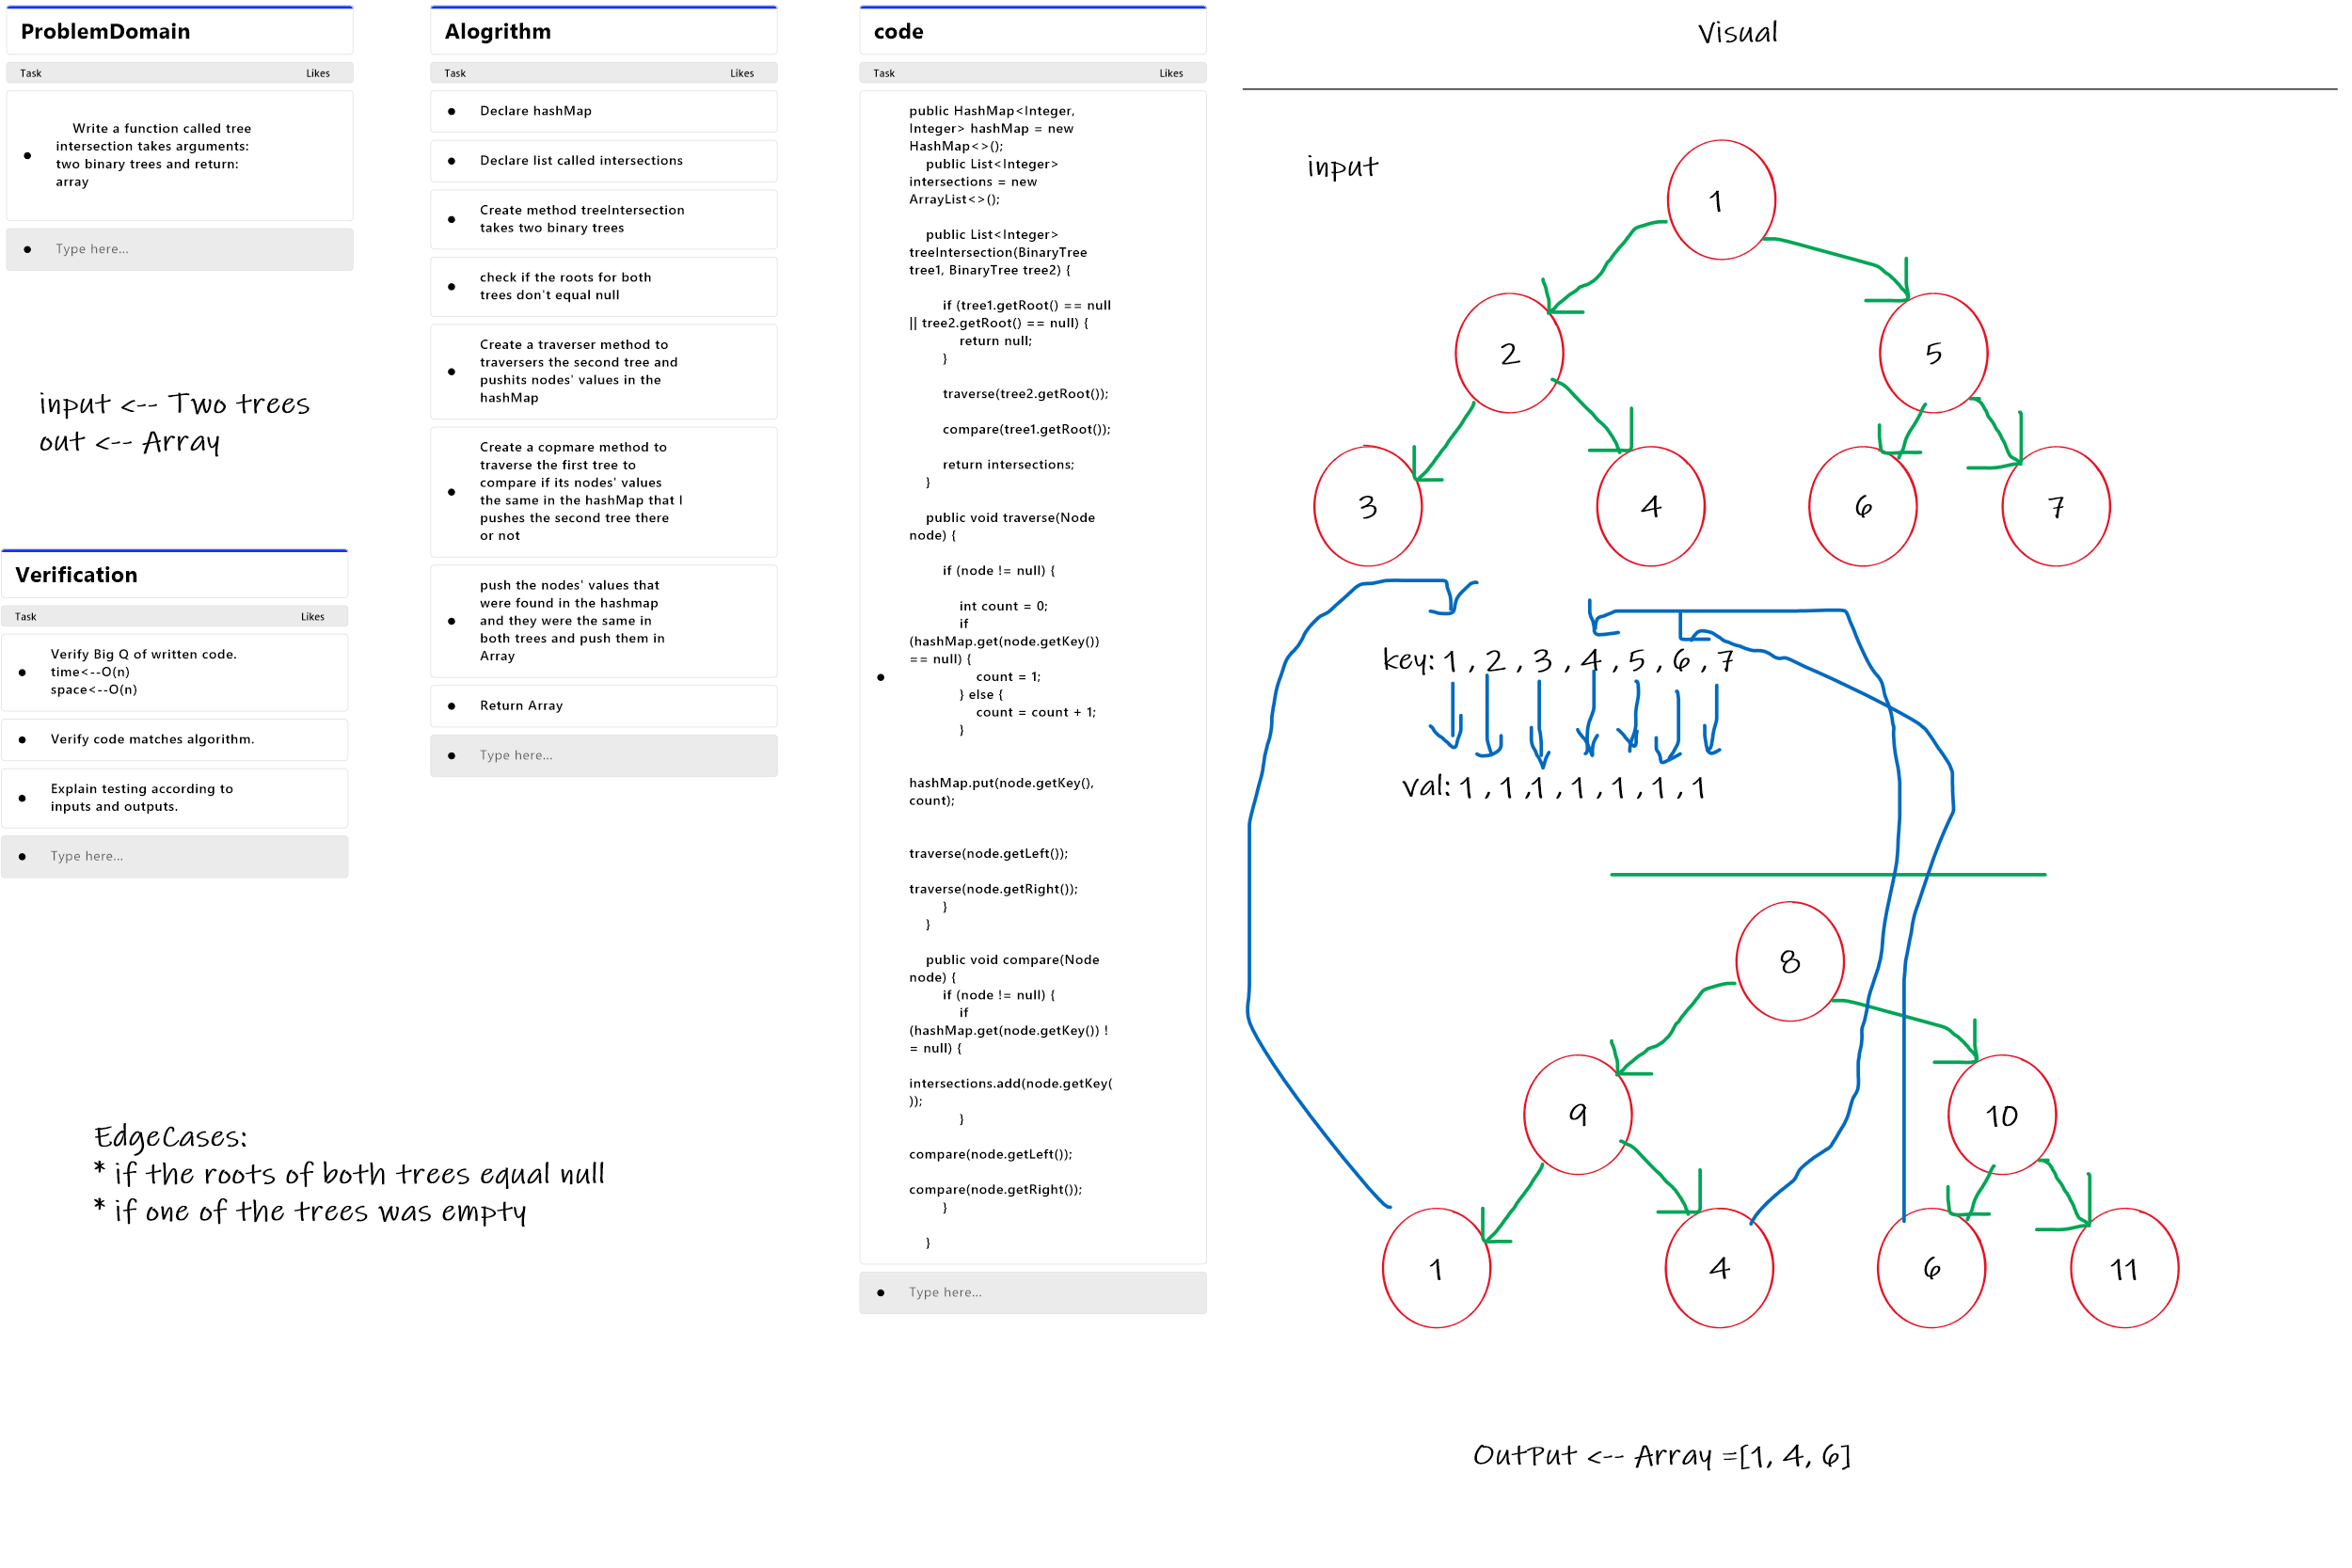 ProblemDomain
Task Likes
Write a function called tree
intersection takes arguments:
two binary trees and return:
array
Type here...
input <-- Two trees
out <-- Array
Verification
Task Likes
Verify Big Q of written code.
time<--O(n)
space<--O(n)
Verify code matches algorithm.
Explain testing according to
inputs and outputs.
Type here...
EdgeCases:
* if the roots of both trees equal null
* if one of the trees was empty
Alogrithm
Task Likes
Declare hashMap
Declare list called intersections
Create method treeIntersection
takes two binary trees
check if the roots for both
trees don't equal null
Create a traverser method to
traversers the second tree and
pushits nodes' values in the
hashMap
Create a copmare method to
traverse the first tree to
compare if its nodes' values
the same in the hashMap that I
pushes the second tree there
or not
push the nodes' values that
were found in the hashmap
and they were the same in
both trees and push them in
Array
Return Array
Type here...
code
Task Likes
public HashMap<Integer,
Integer> hashMap = new
HashMap<>();
public List<Integer>
intersections = new
ArrayList<>();
public List<Integer>
treeIntersection(BinaryTree
tree1, BinaryTree tree2) {
if (tree1.getRoot() == null
|| tree2.getRoot() == null) {
return null;
}
traverse(tree2.getRoot());
compare(tree1.getRoot());
return intersections;
}
public void traverse(Node
node) {
if (node != null) {
int count = 0;
if
(hashMap.get(node.getKey())
== null) {
count = 1;
} else {
count = count + 1;
}
hashMap.put(node.getKey(),
count);
traverse(node.getLeft());
traverse(node.getRight());
}
}
public void compare(Node
node) {
if (node != null) {
if
(hashMap.get(node.getKey()) !
= null) {
intersections.add(node.getKey(
));
}
compare(node.getLeft());
compare(node.getRight());
}
}
Type here...
Visual
input
1
2 5
3 4 6 7
key: 1 , 2 , 3 , 4 , 5 , 6 , 7
val: 1 , 1 , 1 , 1 , 1 , 1 , 1
8
9 10
1 4 6 11
OutPut <-- Array =[1, 4, 6]